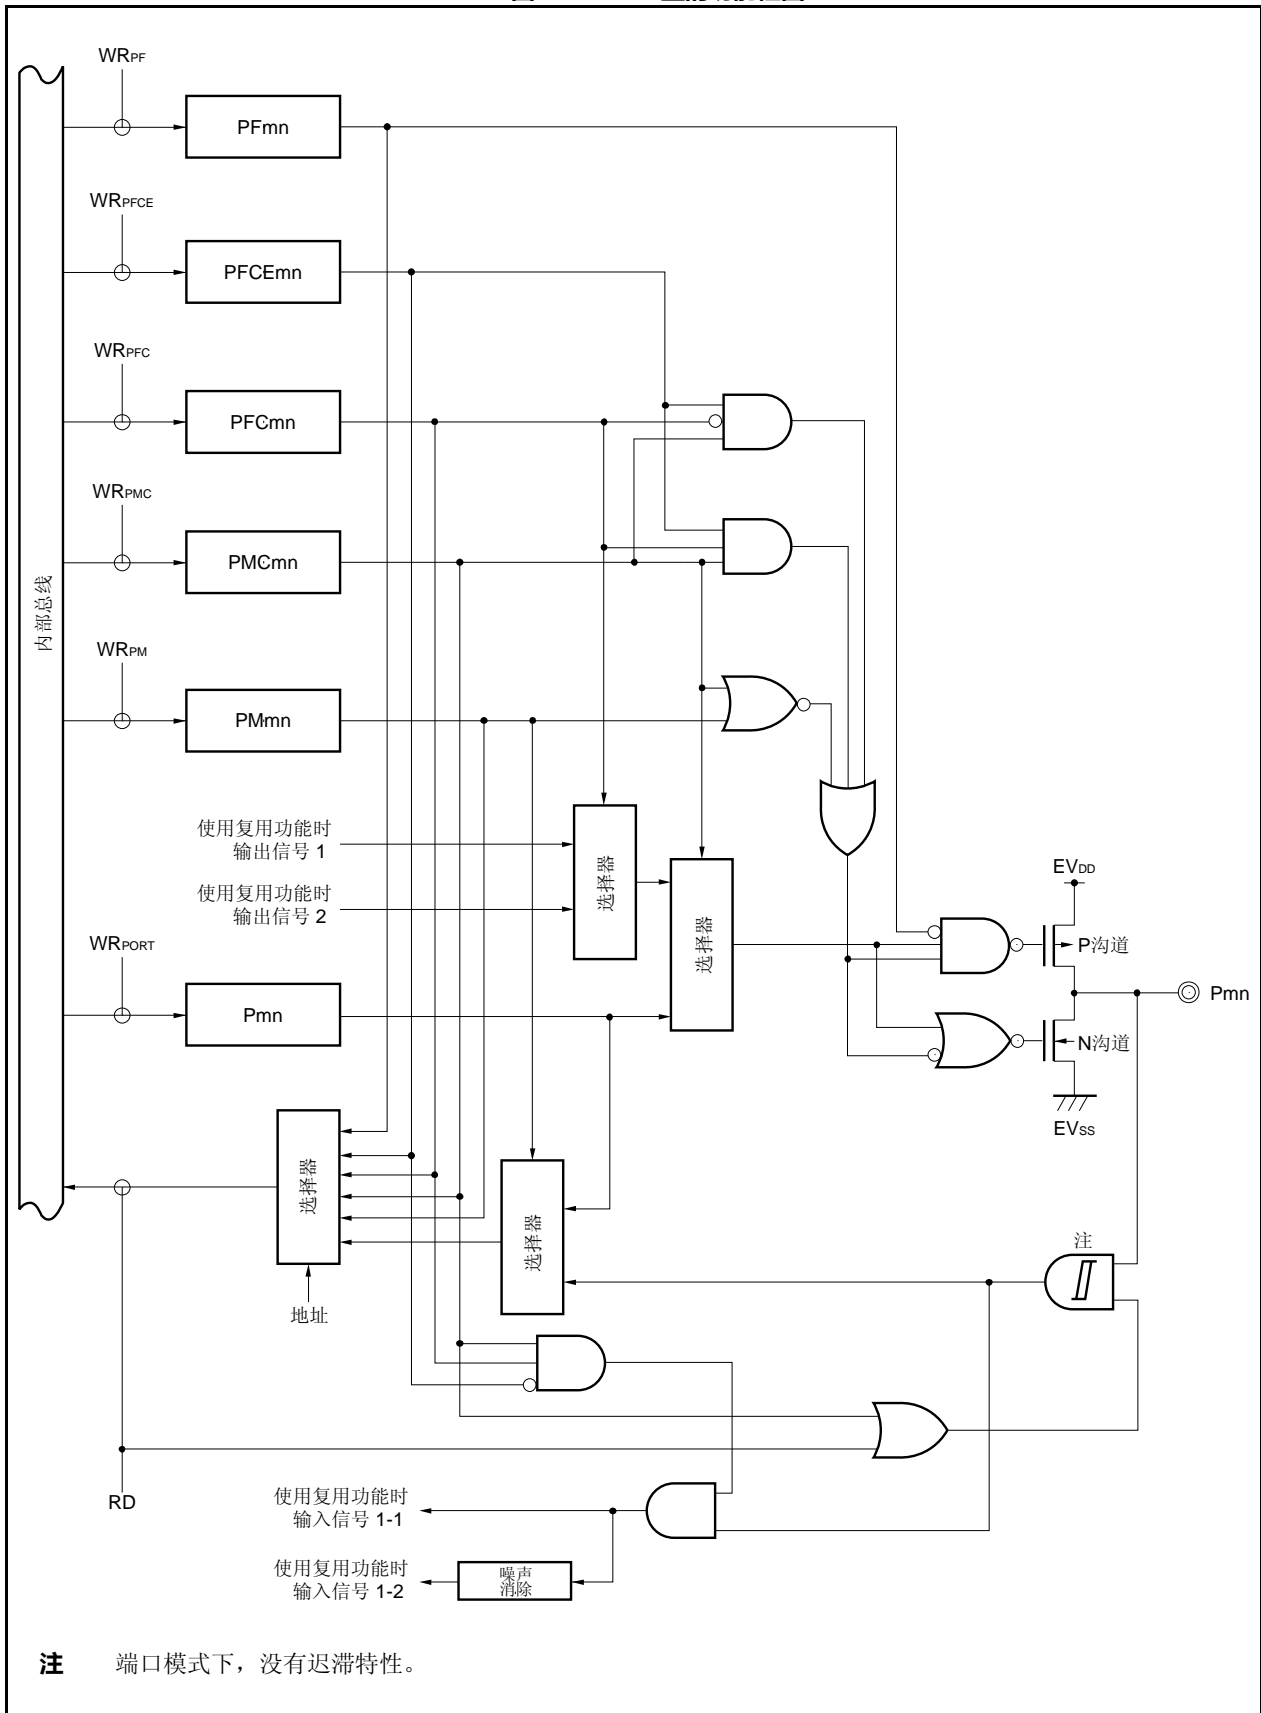 WRPF
PFmn
WRPFCE
PFCEmn
WRPFC
PFCmn
WRPMC
PMCmn
内部总线
WRPM
PMmn
使用复用功能时
输出信号 1
使用复用功能时
输出信号 2
选择器
选择器
EVDD
P沟道
WRPORT
Pmn
Pmn
N沟道
EVSS
选择器
选择器
地址
注
RD
使用复用功能时
输入信号 1-1
使用复用功能时
输入信号 1-2
噪声
消除
注 端口模式下，没有迟滞特性。